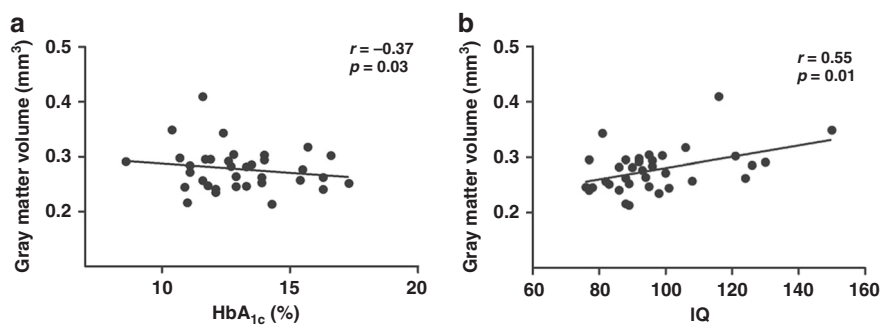 a
r = –0.37
p = 0.03
Gray matter volume (mm³)
0.5
0.4
0.3
0.2
10
15
20
HbA₁c (%)
b
r = 0.55
p = 0.01
Gray matter volume (mm³)
0.5
0.4
0.3
0.2
60
80
100
120
140
160
IQ